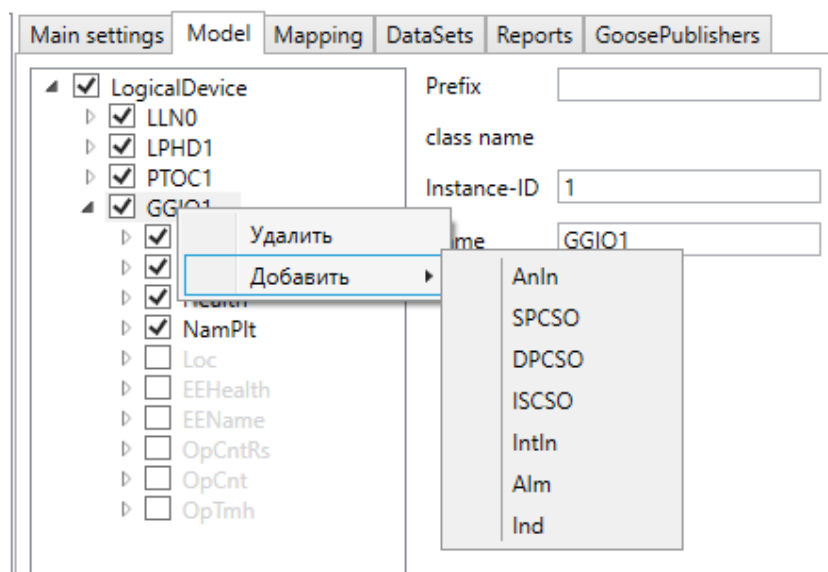 Main settings Model Mapping DataSets Reports GoosePublishers
LogicalDevice
LLN0
LPHD1
PTOC1
GGIO1
NamPlt
Loc
EEHealth
EEName
OpCntRs
OpCnt
OpTmh
Prefix
class name
Instance-ID 1
GGIO1
Удалить
Добавить
AnIn
SPCSO
DPCSO
ISCSO
IntIn
Alm
Ind